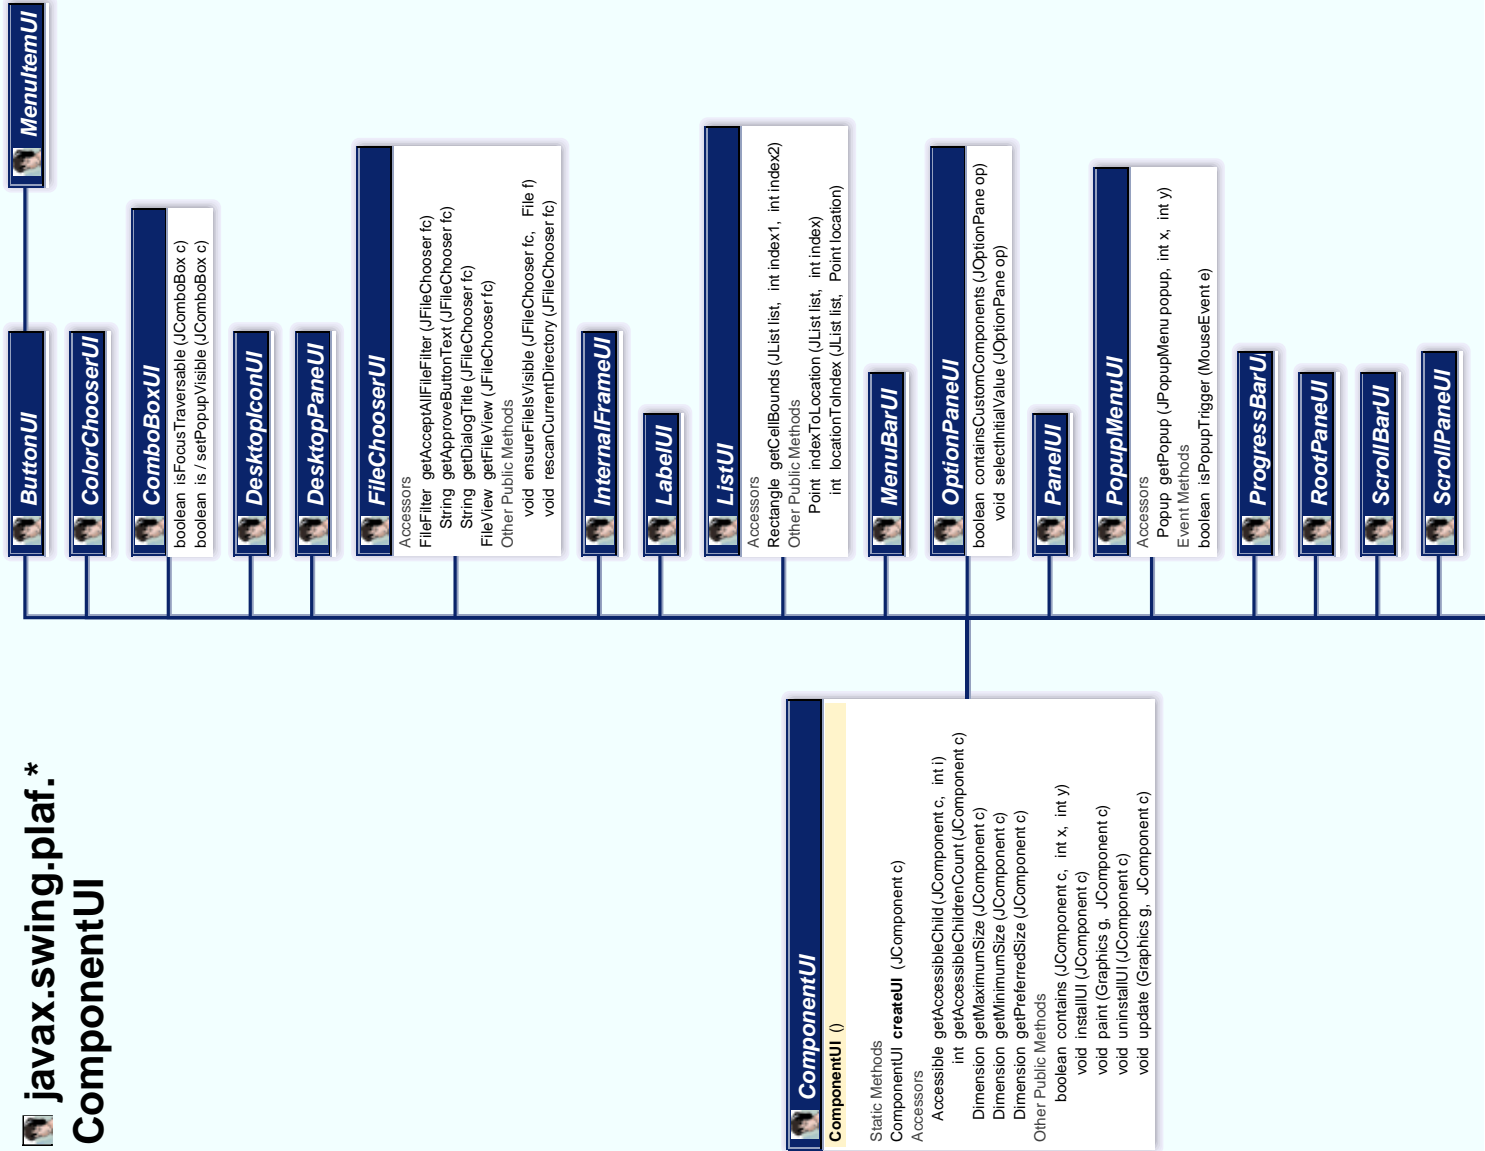 javax.swing.plaf.*
ComponentUI
ComponentUI
ComponentUI ()
Static Methods
ComponentUI createUI (JComponent c)
Accessors
Accessible getAccessibleChild (JComponent c, int i)
int getAccessibleChildrenCount (JComponent c)
Dimension getMaximumSize (JComponent c)
Dimension getMinimumSize (JComponent c)
Dimension getPreferredSize (JComponent c)
Other Public Methods
boolean contains (JComponent c, int x, int y)
void installUI (JComponent c)
void paint (Graphics g, JComponent c)
void uninstallUI (JComponent c)
void update (Graphics g, JComponent c)
ButtonUI
MenuItemUI
ColorChooserUI
ComboBoxUI
boolean isFocusTraversable (JComboBox c)
boolean is / setPopupVisible (JComboBox c)
DesktopIconUI
DesktopPaneUI
FileChooserUI
Accessors
FileFilter getAcceptAllFileFilter (JFileChooser fc)
String getApproveButtonText (JFileChooser fc)
String getDialogTitle (JFileChooser fc)
FileView getFileView (JFileChooser fc)
Other Public Methods
void ensureFileIsVisible (JFileChooser fc, File f)
void rescanCurrentDirectory (JFileChooser fc)
InternalFrameUI
LabelUI
ListUI
Accessors
Rectangle getCellBounds (JList list, int index1, int index2)
Other Public Methods
Point indexToLocation (JList list, int index)
int locationToIndex (JList list, Point location)
MenuBarUI
OptionPaneUI
boolean containsCustomComponents (JOptionPane op)
void selectInitialValue (JOptionPane op)
PanelUI
PopupMenuUI
Accessors
Popup getPopup (JPopupMenu popup, int x, int y)
Event Methods
boolean isPopupTrigger (MouseEvent e)
ProgressBarUI
RootPaneUI
ScrollBarUI
ScrollPaneUI